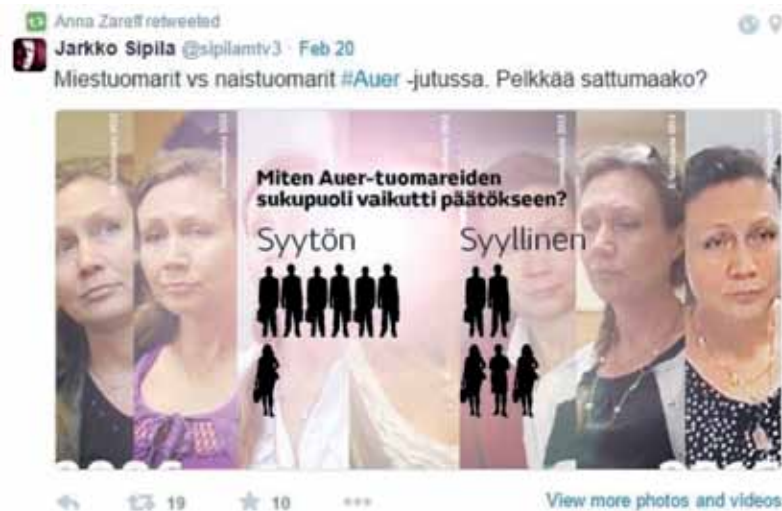 Anna Zareff retweeted
Jarkko Sipila @sipilamtv3 · Feb 20
Miestuomarit vs naistuomarit #Auer -jutussa. Pelkkää sattumaako?
Miten Auer-tuomareiden
sukupuoli vaikutti päätökseen?
Syytön
Syyllinen
19
10
View more photos and videos